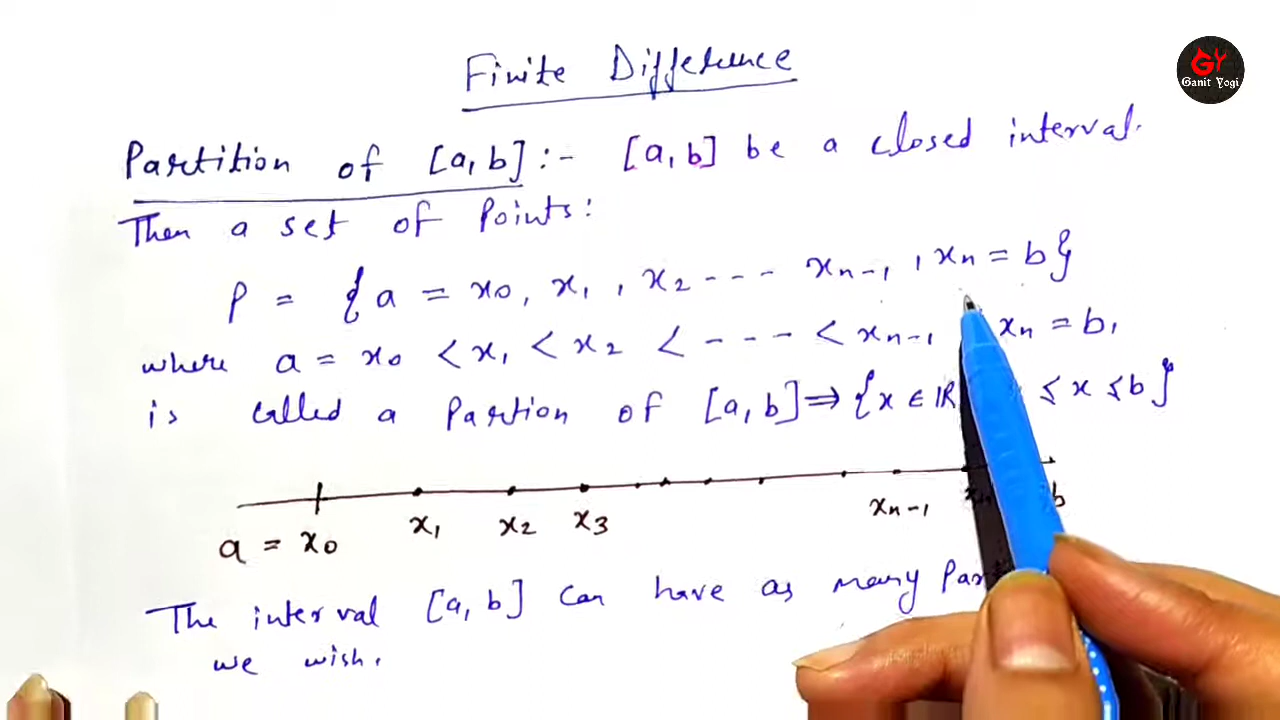 Finite Difference
GY
Ganit Yogi
Partition of [a, b] :- [a, b] be a closed interval.
Then a set of Points:
P = {a = x0, x1, x2 --- xn-1, xn = b}
where a = x0 < x1 < x2 < - - - < xn-1 xn = b,
is called a Partion of [a, b] ⇒ {x ∈ IR ≤ x ≤ b}
a = x0 x1 x2 x3 xn-1 b
The interval [a, b] can have as many Par
we wish.